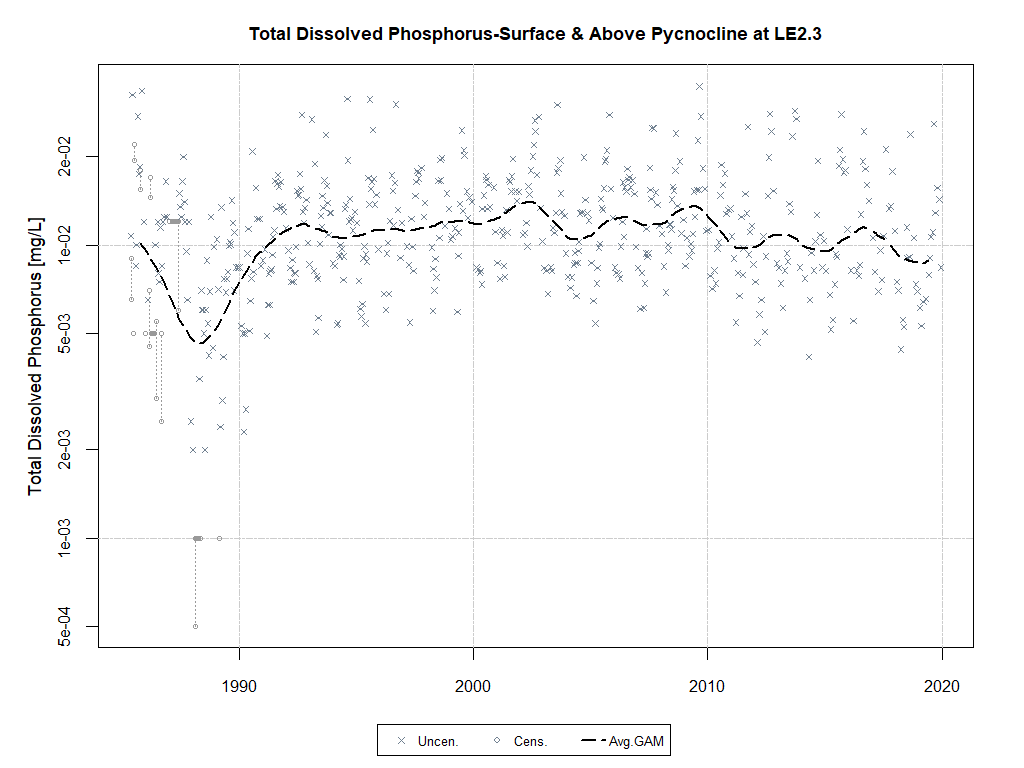 Total Dissolved Phosphorus-Surface & Above Pycnocline at LE2.3
Total Dissolved Phosphorus [mg/L]
2e-02
1e-02
5e-03
2e-03
1e-03
5e-04
1990 2000 2010 2020
Uncen. Cens. Avg.GAM